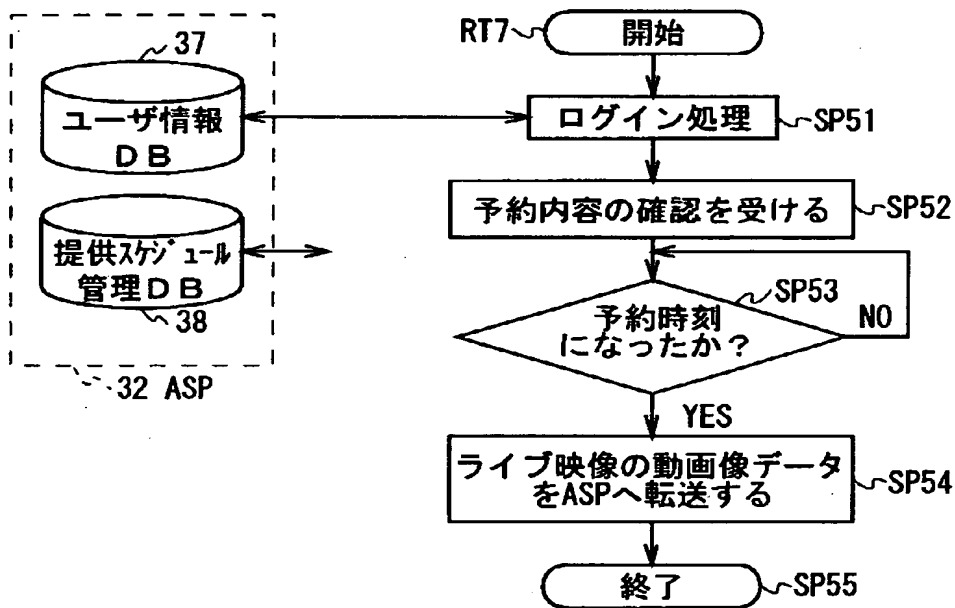 37
ユーザ情報
DB
提供スケジュール
管理DB
38
32 ASP
RT7
開始
ログイン処理
SP51
予約内容の確認を受ける
SP52
SP53
予約時刻
になったか？
NO
YES
ライブ映像の動画像データ
をASPへ転送する
SP54
終了
SP55